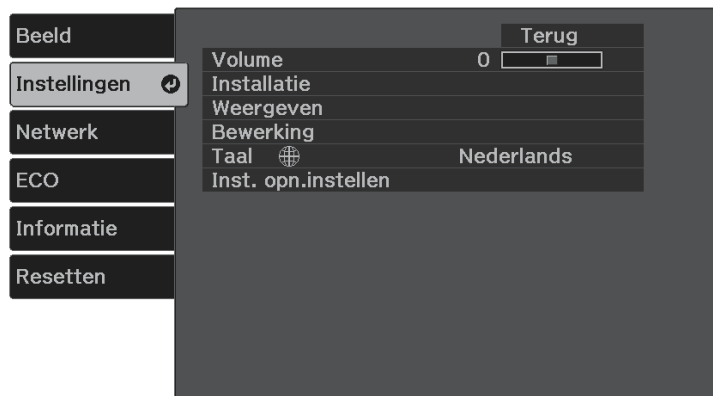 Beeld
Instellingen
Netwerk
ECO
Informatie
Resetten
Terug
Volume 0
Installatie
Weergeven
Bewerking
Taal Nederlands
Inst. opn.instellen